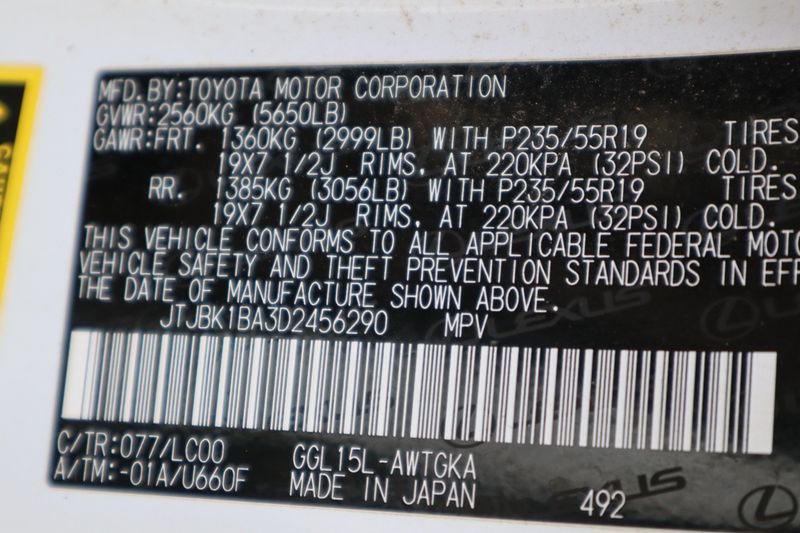 MFD. BY:TOYOTA MOTOR CORPORATION
GVWR:2560KG (5650LB)
GAWR:FRT. 1360KG (2999LB) WITH P235/55R19 TIRES
19X7 1/2J RIMS, AT 220KPA (32PSI) COLD.
RR. 1385KG (3056LB) WITH P235/55R19 TIRES
19X7 1/2J RIMS, AT 220KPA (32PSI) COLD.
THIS VEHICLE CONFORMS TO ALL APPLICABLE FEDERAL MOTO
VEHICLE SAFETY AND THEFT PREVENTION STANDARDS IN EFF
THE DATE OF MANUFACTURE SHOWN ABOVE.
JTJBK1BA3D2456290 MPV
C/TR:077/LC00 GGL15L-AWTGKA
A/TM:-01A/U660F MADE IN JAPAN 492
LEXUS